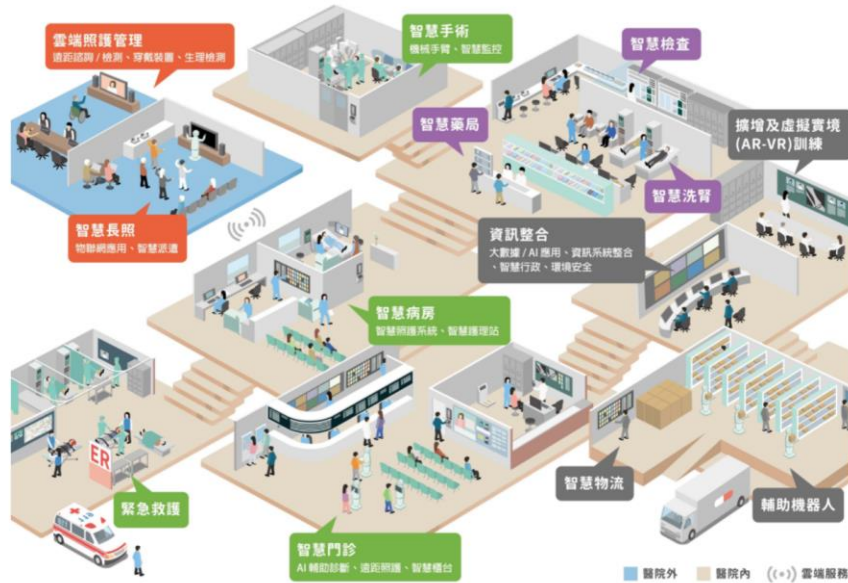 雲端照護管理
遠距諮詢/檢測、穿戴裝置、生理檢測
智慧手術
機械手臂、智慧監控
智慧檢查
智慧藥局
擴增及虛擬實境
(AR-VR)訓練
智慧洗腎
智慧長照
物聯網應用、智慧派遣
資訊整合
大數據/AI應用、資訊系統整合
、智慧行政、環境安全
智慧病房
智慧照護系統、智慧護理站
ER
緊急救護
智慧物流
輔助機器人
智慧門診
AI輔助診斷、遠距照護、智慧櫃台
醫院外
醫院內
雲端服務